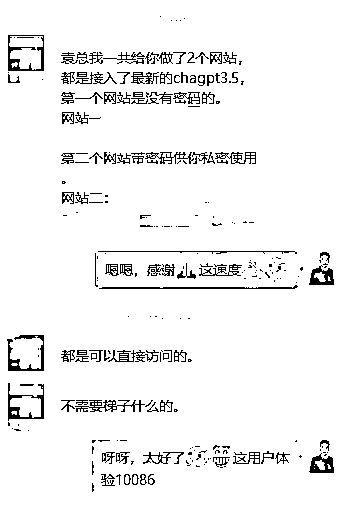 袁总我一共给你做了2个网站，
都是接入了最新的chagpt3.5，
第一个网站是没有密码的。
网站一
第二个网站带密码供你私密使用
。
网站二：
嗯嗯，感谢🙏这速度
都是可以直接访问的。
不需要梯子什么的。
呀呀，太好了 这用户体
验10086